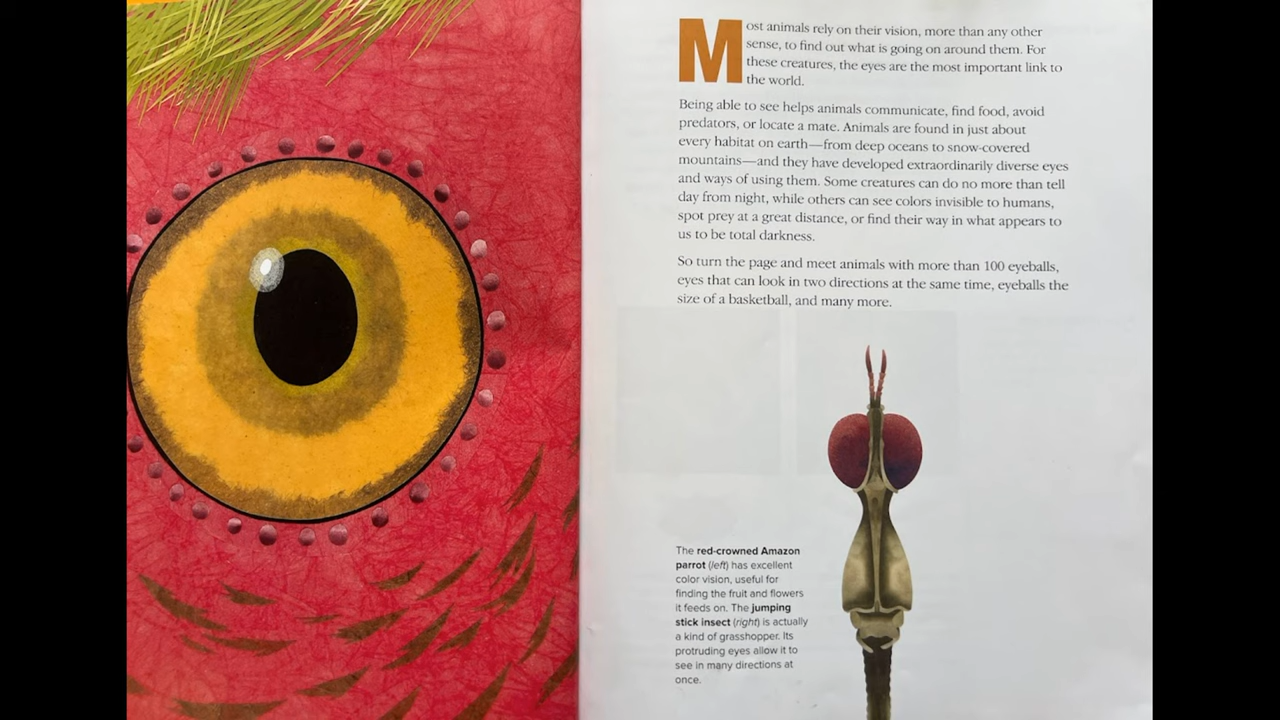 Most animals rely on their vision, more than any other
sense, to find out what is going on around them. For
these creatures, the eyes are the most important link to
the world.
Being able to see helps animals communicate, find food, avoid
predators, or locate a mate. Animals are found in just about
every habitat on earth—from deep oceans to snow-covered
mountains—and they have developed extraordinarily diverse eyes
and ways of using them. Some creatures can do no more than tell
day from night, while others can see colors invisible to humans,
spot prey at a great distance, or find their way in what appears to
us to be total darkness.
So turn the page and meet animals with more than 100 eyeballs,
eyes that can look in two directions at the same time, eyeballs the
size of a basketball, and many more.
The red-crowned Amazon
parrot (left) has excellent
color vision, useful for
finding the fruit and flowers
it feeds on. The jumping
stick insect (right) is actually
a kind of grasshopper. Its
protruding eyes allow it to
see in many directions at
once.